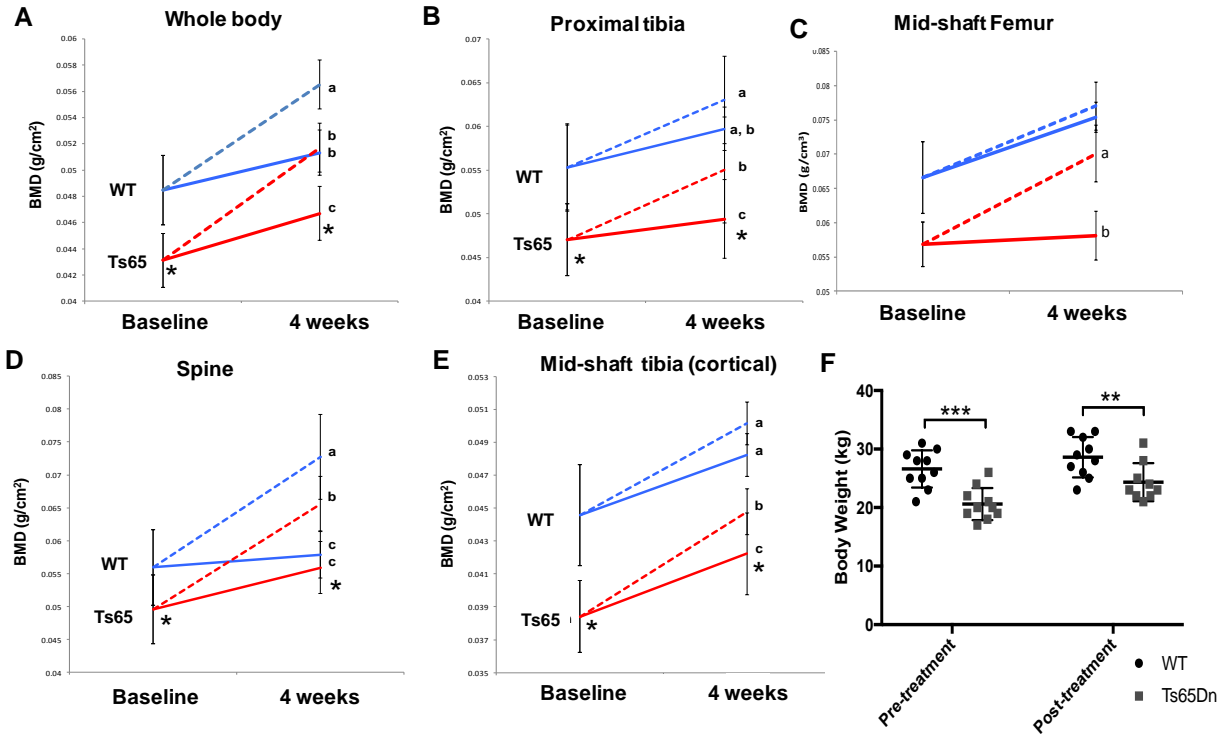 A
Whole body
BMD (g/cm²)
0.06
0.058
0.056
0.054
0.052
0.05
0.048
0.046
0.044
0.042
0.04
WT
Ts65
*
a
b
b
c
*
Baseline 4 weeks
B
Proximal tibia
BMD (g/cm²)
0.07
0.065
0.06
0.055
0.05
0.045
0.04
WT
Ts65
*
a
a, b
b
c
*
Baseline 4 weeks
C
Mid-shaft Femur
BMD (g/cm³)
0.085
0.08
0.075
0.07
0.065
0.06
0.055
0.05
a
b
Baseline 4 weeks
D
Spine
BMD (g/cm²)
0.085
0.08
0.075
0.07
0.065
0.06
0.055
0.05
0.045
0.04
WT
Ts65
*
a
b
c
c
*
Baseline 4 weeks
E
Mid-shaft tibia (cortical)
BMD (g/cm²)
0.053
0.051
0.049
0.047
0.045
0.043
0.041
0.039
0.037
0.035
WT
Ts65
*
a
a
b
c
*
Baseline 4 weeks
F
Body Weight (kg)
40
30
20
10
0
***
**
Pre-treatment
Post-treatment
WT
Ts65Dn